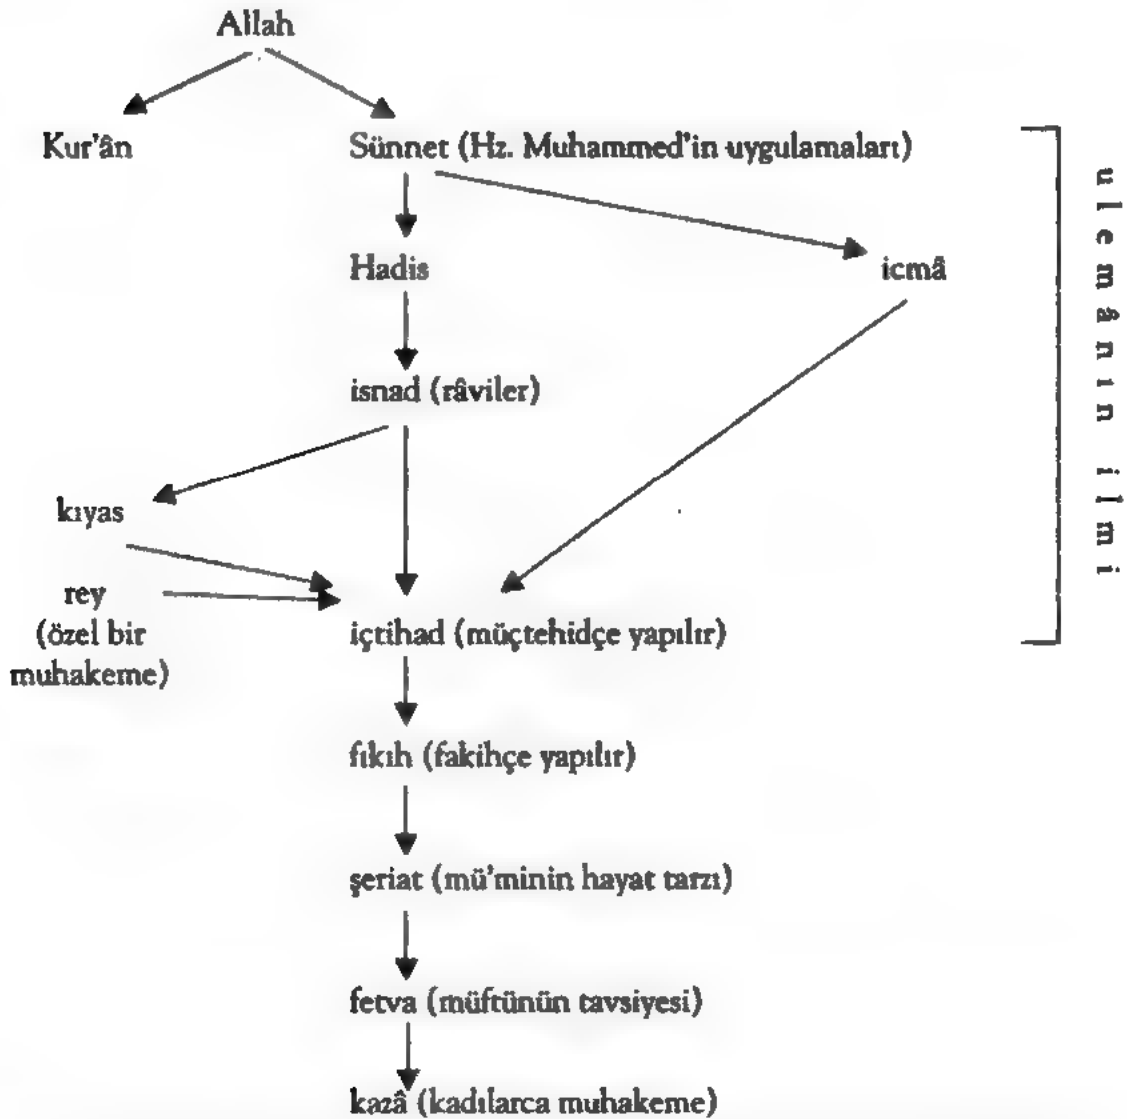 Allah
Kur'ân
Sünnet (Hz. Muhammed'in uygulamaları)
Hadis
icmâ
isnad (râviler)
kıyas
rey
(özel bir
muhakeme)
içtihad (müçtehidçe yapılır)
fıkıh (fakihçe yapılır)
şeriat (mü'minin hayat tarzı)
fetva (müftünün tavsiyesi)
kazâ (kadılarca muhakeme)
ulemânın ilmi